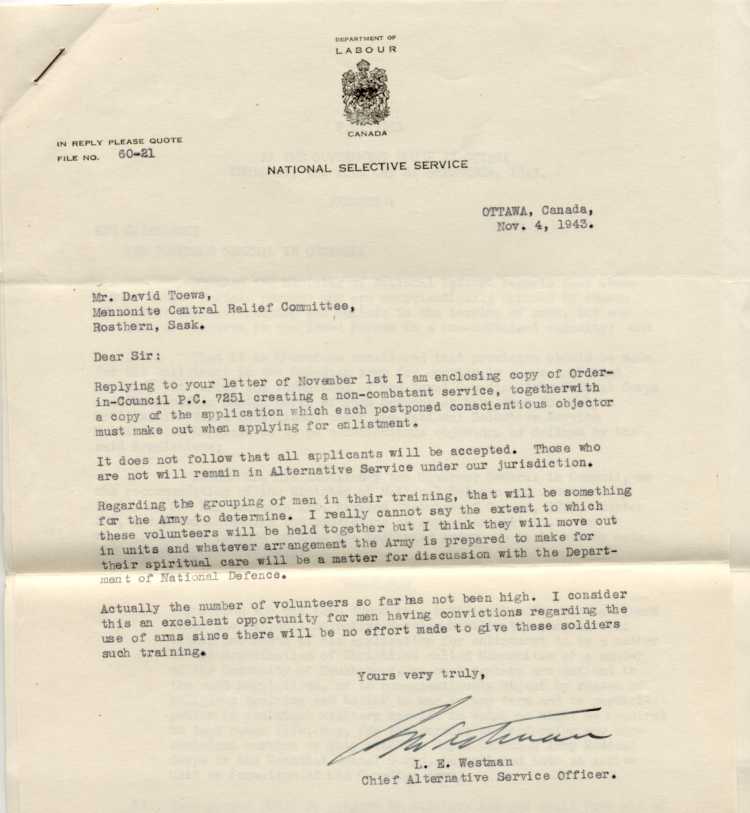 DEPARTMENT OF
LABOUR
CANADA
IN REPLY PLEASE QUOTE
FILE NO. 60-21
NATIONAL SELECTIVE SERVICE
OTTAWA, Canada,
Nov. 4, 1943.
Mr. David Toews,
Mennonite Central Relief Committee,
Rosthern, Sask.
Dear Sir:
Replying to your letter of November 1st I am enclosing copy of Order-
in-Council P.C. 7251 creating a non-combatant service, togetherwith
a copy of the application which each postponed conscientious objector
must make out when applying for enlistment.
It does not follow that all applicants will be accepted. Those who
are not will remain in Alternative Service under our jurisdiction.
Regarding the grouping of men in their training, that will be something
for the Army to determine. I really cannot say the extent to which
these volunteers will be held together but I think they will move out
in units and whatever arrangement the Army is prepared to make for
their spiritual care will be a matter for discussion with the Depart-
ment of National Defence.
Actually the number of volunteers so far has not been high. I consider
this an excellent opportunity for men having convictions regarding the
use of arms since there will be no effort made to give these soldiers
such training.
Yours very truly,
L. E. Westman
Chief Alternative Service Officer.